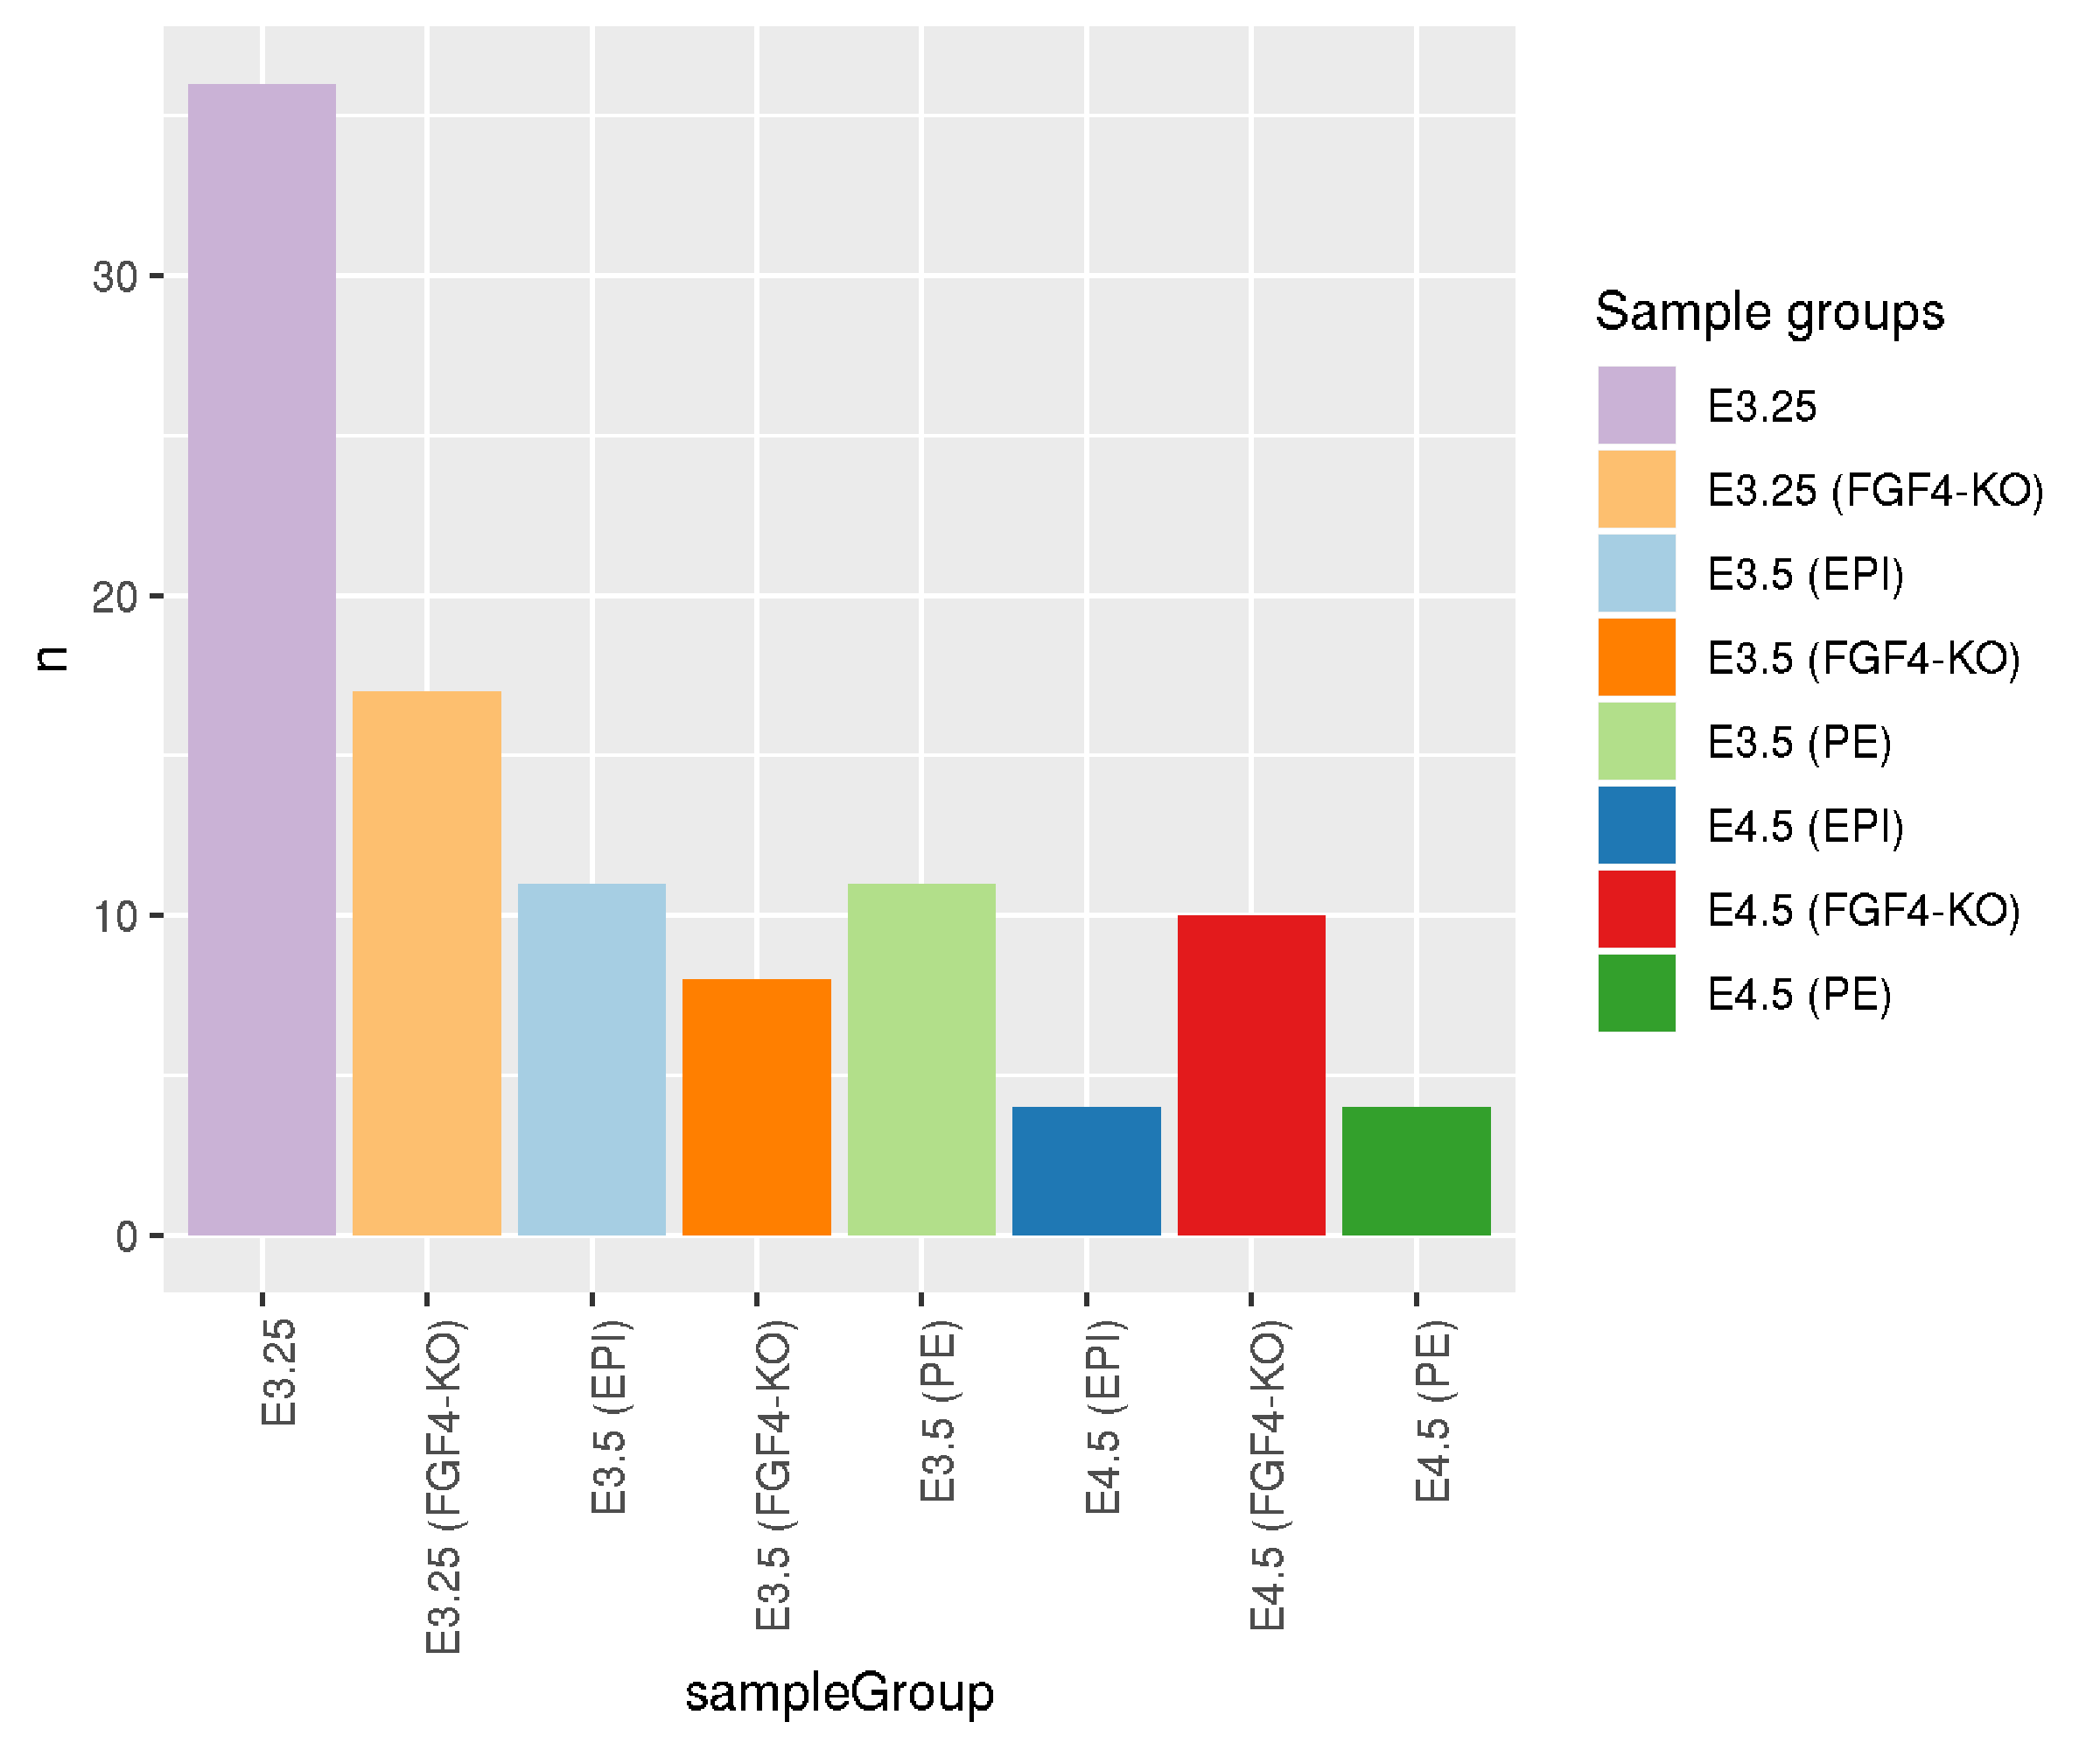 n
30
20
10
0
E3.25
E3.25 (FGF4-KO)
E3.5 (EPI)
E3.5 (FGF4-KO)
E3.5 (PE)
E4.5 (EPI)
E4.5 (FGF4-KO)
E4.5 (PE)
sampleGroup
Sample groups
E3.25
E3.25 (FGF4-KO)
E3.5 (EPI)
E3.5 (FGF4-KO)
E3.5 (PE)
E4.5 (EPI)
E4.5 (FGF4-KO)
E4.5 (PE)